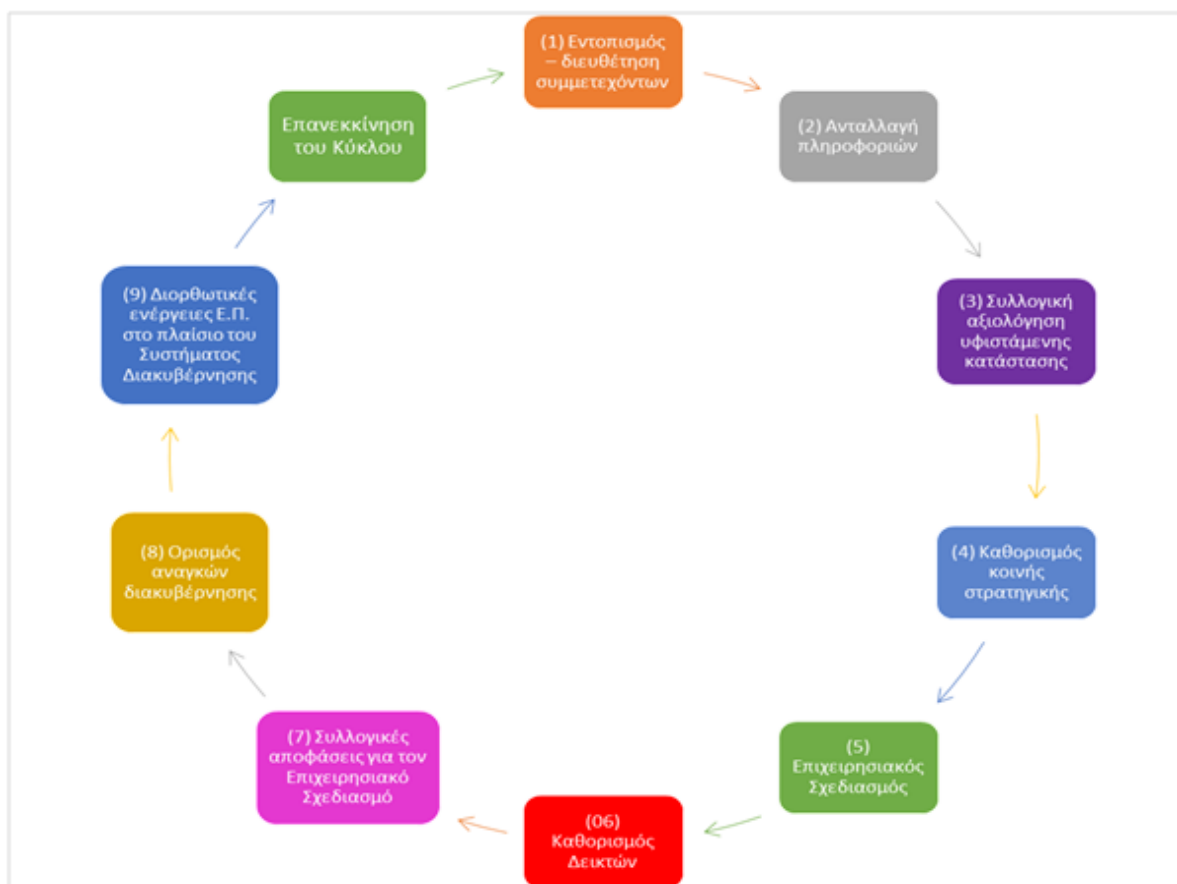 (1) Εντοπισμός
– διευθέτηση
συμμετεχόντων
(2) Ανταλλαγή
πληροφοριών
(3) Συλλογική
αξιολόγηση
υφιστάμενης
κατάστασης
(4) Καθορισμός
κοινής
στρατηγικής
(5)
Επιχειρησιακός
Σχεδιασμός
(06)
Καθορισμός
Δεικτών
(7) Συλλογικές
αποφάσεις για τον
Επιχειρησιακό
Σχεδιασμό
(8) Ορισμός
αναγκών
διακυβέρνησης
(9) Διορθωτικές
ενέργειες Ε.Π.
στο πλαίσιο του
Συστήματος
Διακυβέρνησης
Επανεκκίνηση
του Κύκλου